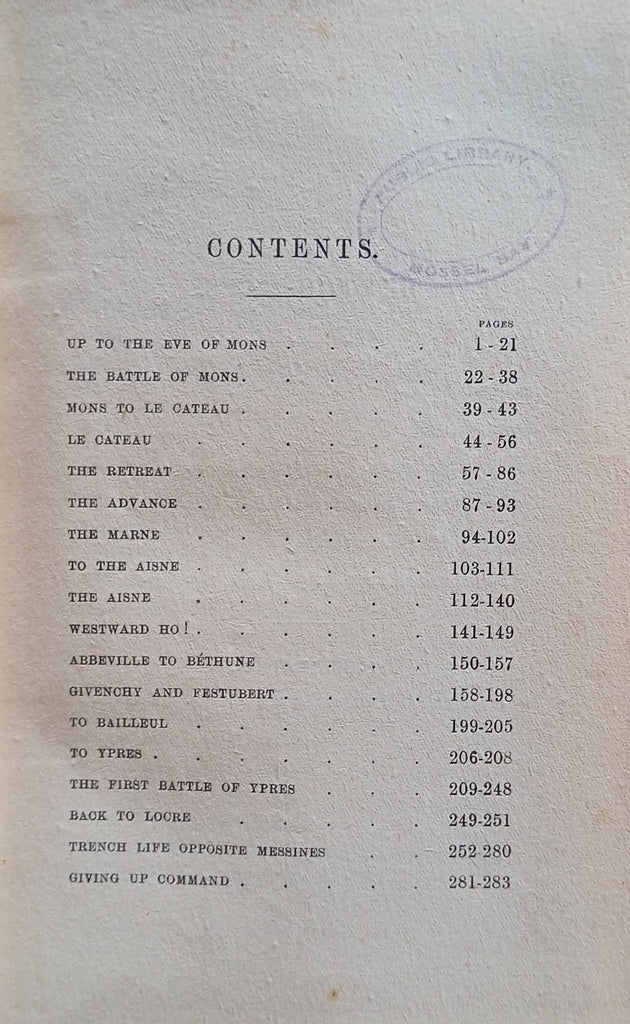 PUBLIC LIBRARY
MOSSEL BAY
CONTENTS.
PAGES
UP TO THE EVE OF MONS . . . . 1 - 21
THE BATTLE OF MONS. . . . . 22 - 38
MONS TO LE CATEAU . . . . . 39 - 43
LE CATEAU . . . . . . 44 - 56
THE RETREAT . . . . . . 57 - 86
THE ADVANCE . . . . . . 87 - 93
THE MARNE . . . . . . 94-102
TO THE AISNE . . . . . . 103-111
THE AISNE . . . . . . 112-140
WESTWARD HO! . . . . . . 141-149
ABBEVILLE TO BÉTHUNE . . . . 150-157
GIVENCHY AND FESTUBERT . . . . 158-198
TO BAILLEUL . . . . . . 199-205
TO YPRES . . . . . . . 206-208
THE FIRST BATTLE OF YPRES . . . 209-248
BACK TO LOCRE . . . . . 249-251
TRENCH LIFE OPPOSITE MESSINES . . 252-280
GIVING UP COMMAND . . . . . 281-283